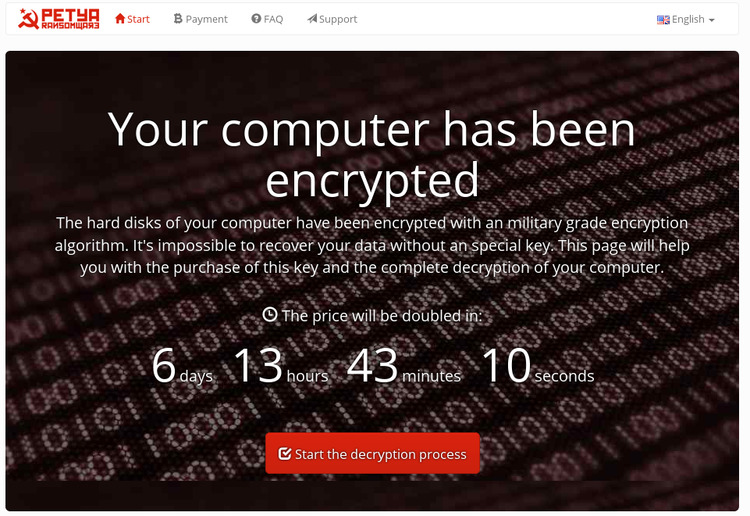 PETYA
RANSOMWAR3
Start
Payment
FAQ
Support
English
Your computer has been
encrypted
The hard disks of your computer have been encrypted with an military grade encryption
algorithm. It's impossible to recover your data without an special key. This page will help
you with the purchase of this key and the complete decryption of your computer.
The price will be doubled in:
6 days 13 hours 43 minutes 10 seconds
Start the decryption process